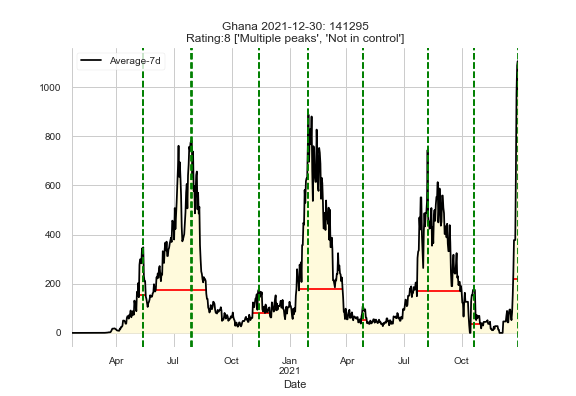 Ghana 2021-12-30: 141295
Rating:8 ['Multiple peaks', 'Not in control']
Average-7d
1000
800
600
400
200
0
Apr Jul Oct Jan Apr Jul Oct
2021
Date